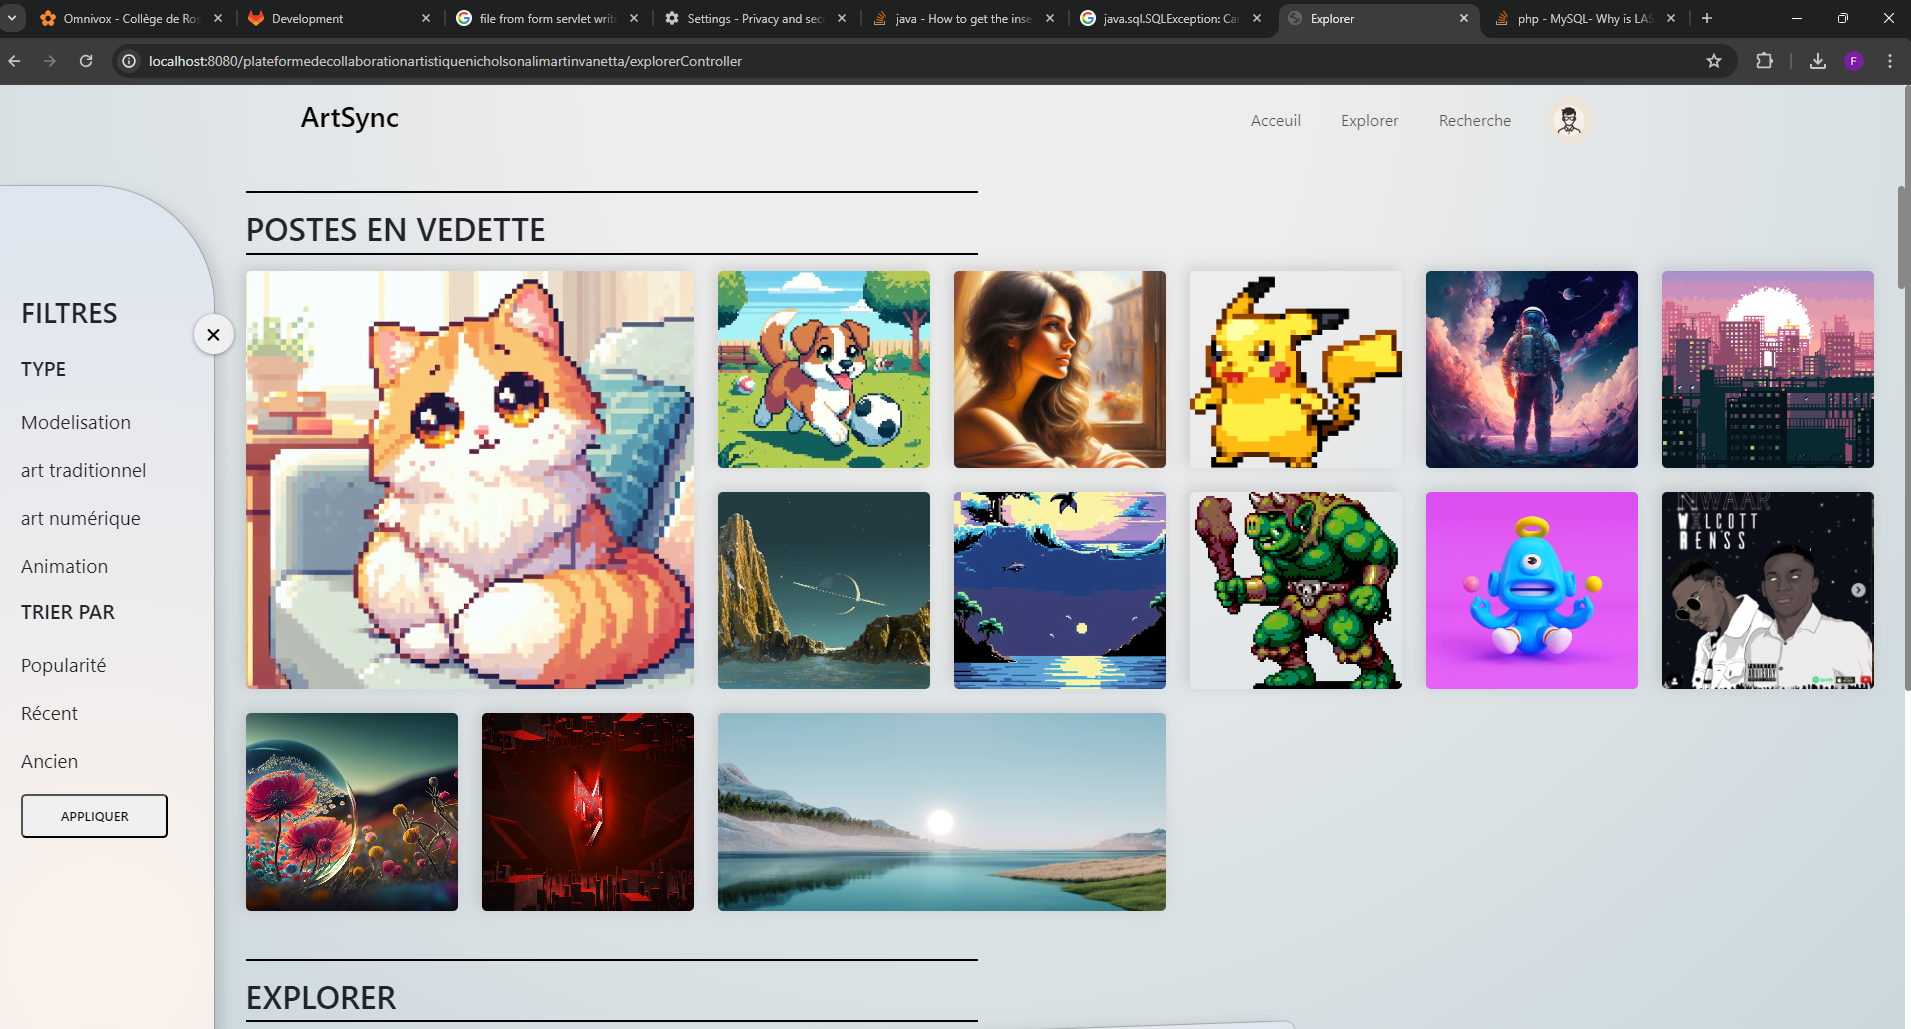 Omnivox - Collège de Ros
Development
file from form servlet write
Settings - Privacy and secu
java - How to get the inse
java.sql.SQLException: Ca
Explorer
php - MySQL- Why is LAS
localhost:8080/plateformedecollaborationartistiquenicholsonalimartinvanetta/explorerController
F
ArtSync
Acceuil
Explorer
Recherche
POSTES EN VEDETTE
FILTRES
TYPE
Modelisation
art traditionnel
art numérique
Animation
TRIER PAR
Popularité
Récent
Ancien
APPLIQUER
NWAAR
WALCOTT
RENSS
EXPLORER